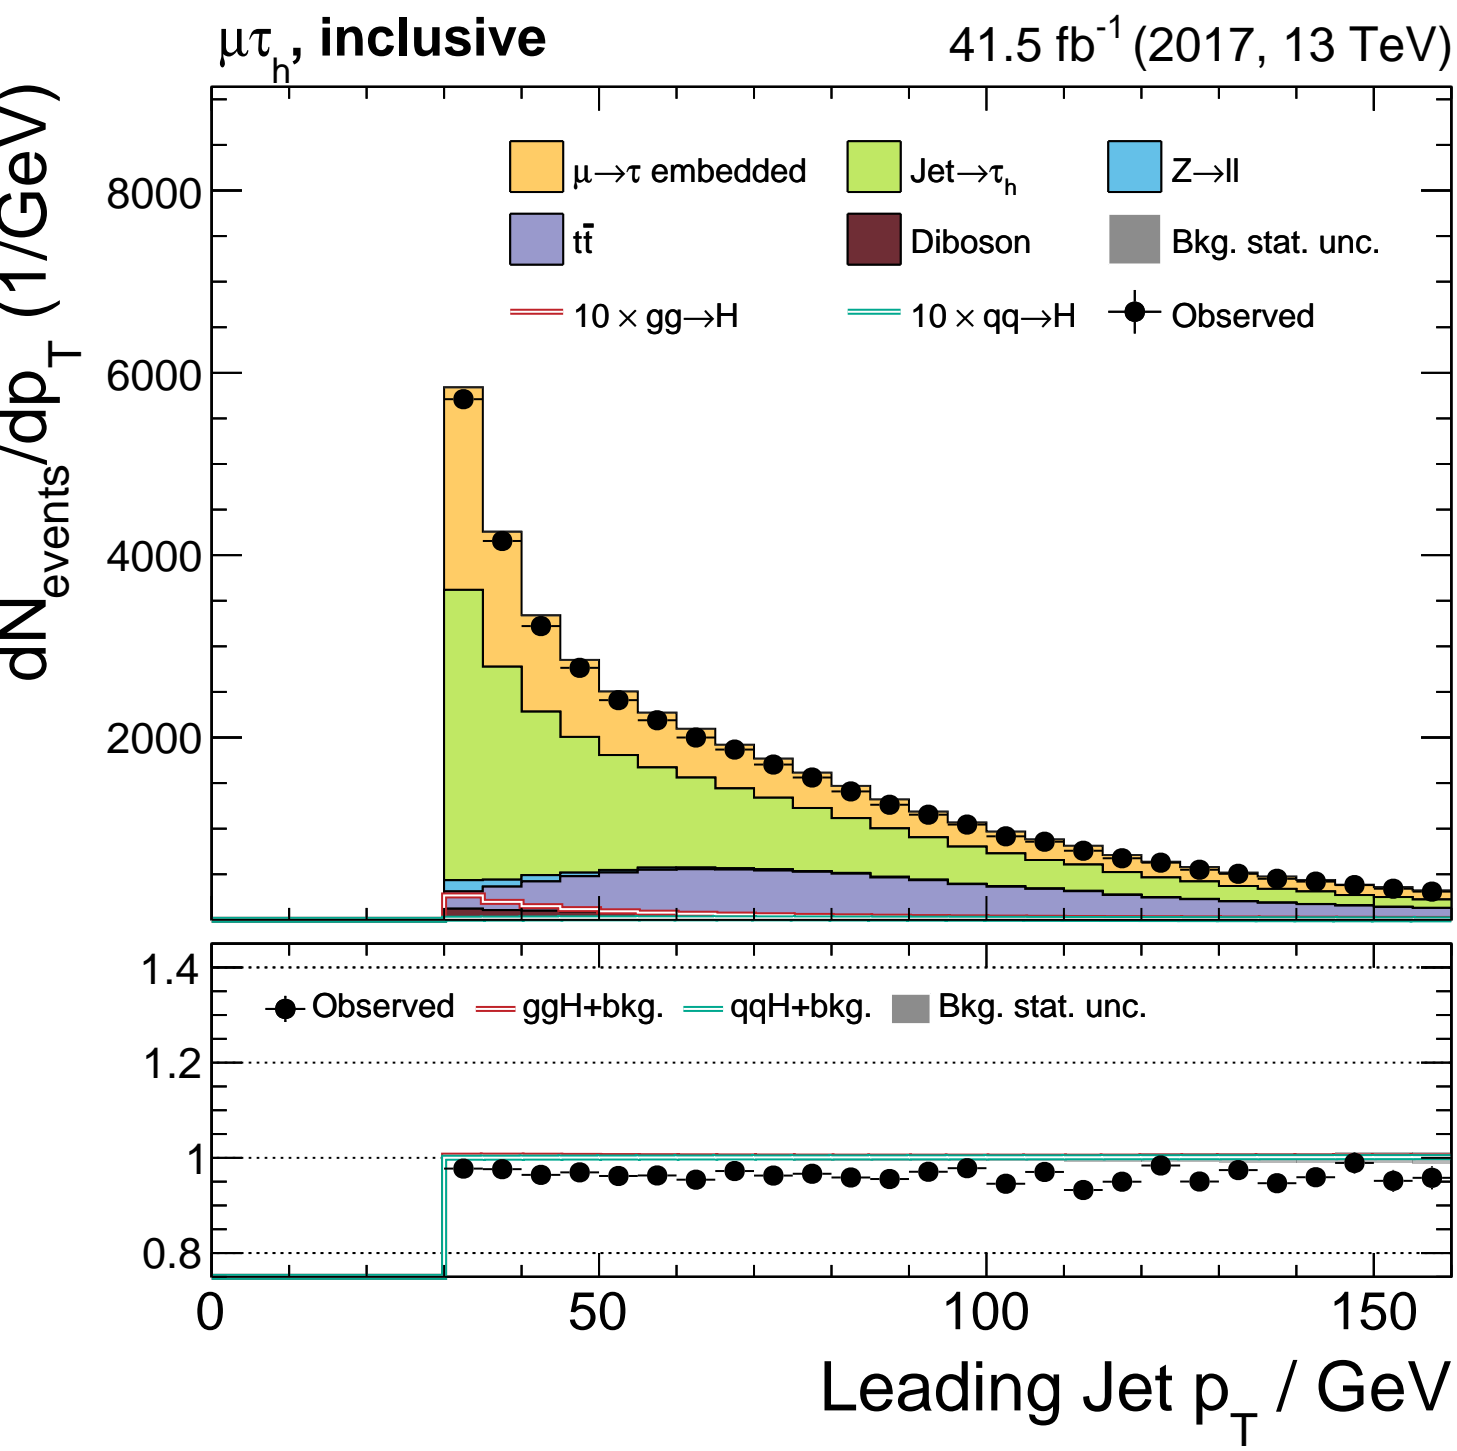 μτh, inclusive
41.5 fb-1 (2017, 13 TeV)
dNevents/dpT (1/GeV)
8000
6000
4000
2000
μ→τ embedded
Jet→τh
Z→ll
tt̄
Diboson
Bkg. stat. unc.
10 × gg→H
10 × qq→H
Observed
1.4
1.2
1
0.8
Observed
ggH+bkg.
qqH+bkg.
Bkg. stat. unc.
0
50
100
150
Leading Jet pT / GeV